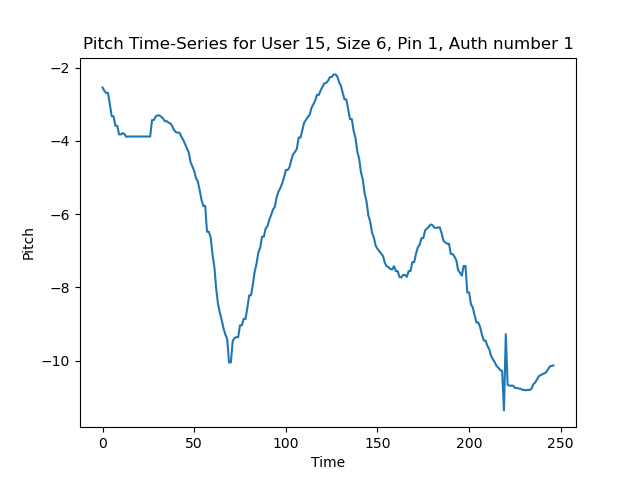 Pitch Time-Series for User 15, Size 6, Pin 1, Auth number 1
−2
−4
−6
−8
−10
Pitch
0 50 100 150 200 250
Time